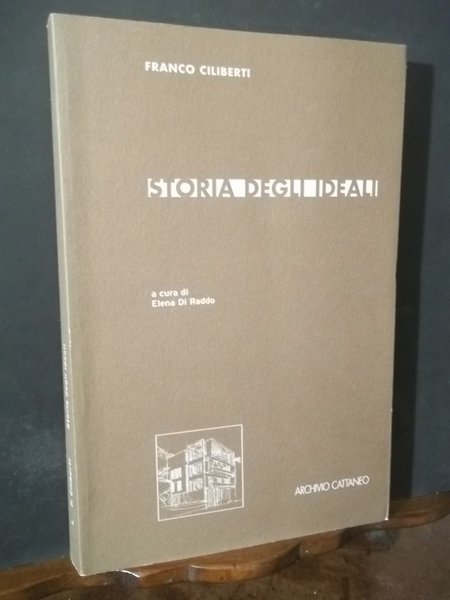 FRANCO CILIBERTI
STORIA DEGLI IDEALI
a cura di
Elena Di Raddo
ARCHIVIO CATTANEO